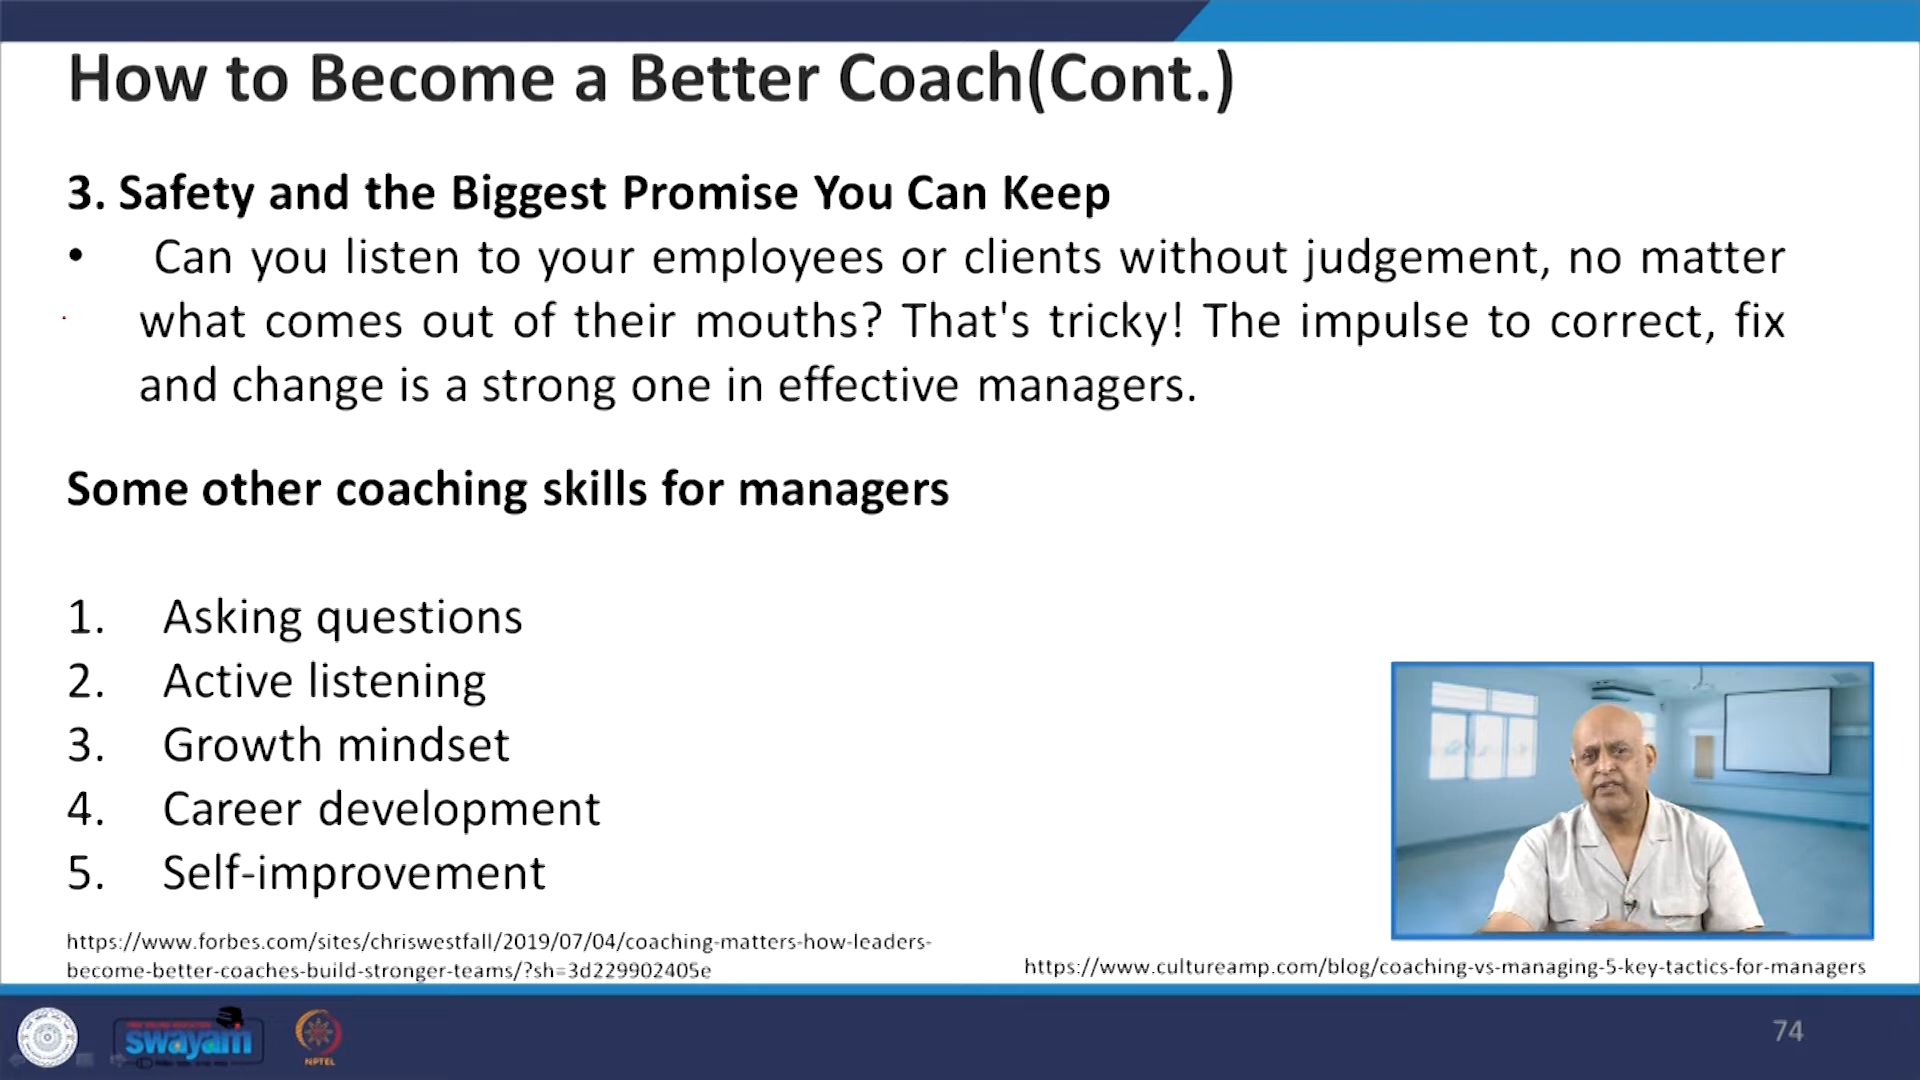 How to Become a Better Coach(Cont.)
3. Safety and the Biggest Promise You Can Keep
• Can you listen to your employees or clients without judgement, no matter
what comes out of their mouths? That's tricky! The impulse to correct, fix
and change is a strong one in effective managers.
Some other coaching skills for managers
1. Asking questions
2. Active listening
3. Growth mindset
4. Career development
5. Self-improvement
https://www.forbes.com/sites/chriswestfall/2019/07/04/coaching-matters-how-leaders-
become-better-coaches-build-stronger-teams/?sh=3d229902405e
https://www.cultureamp.com/blog/coaching-vs-managing-5-key-tactics-for-managers
swayam
NPTEL
74